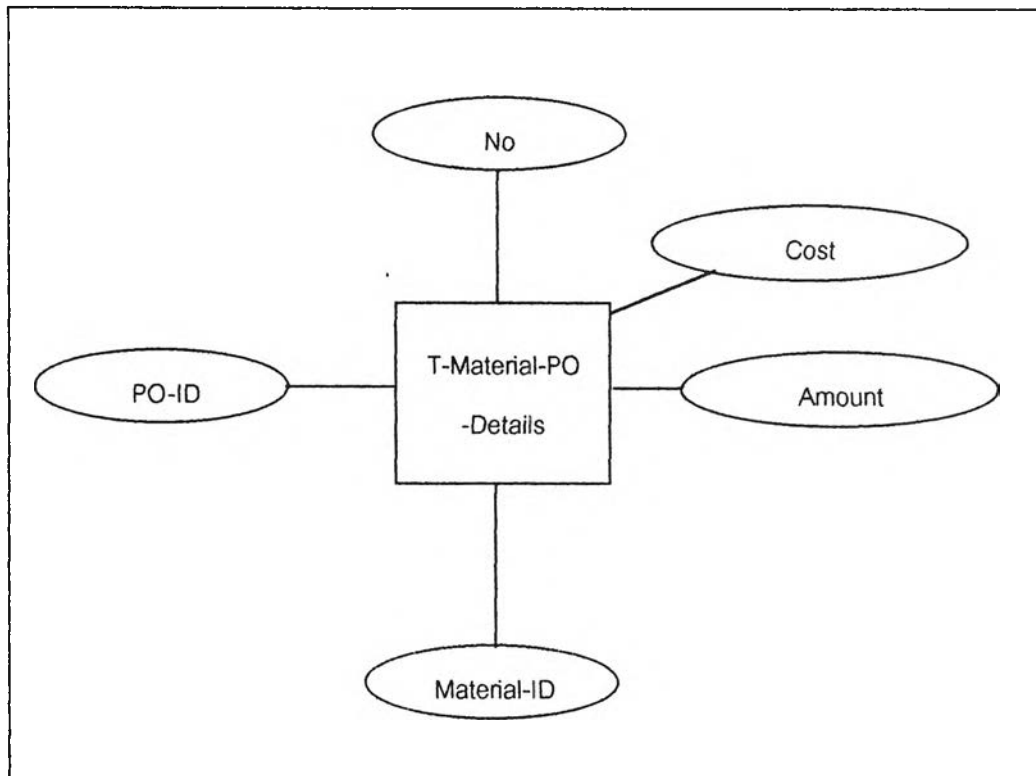 No
Cost
T-Material-PO
-Details
PO-ID
Amount
Material-ID